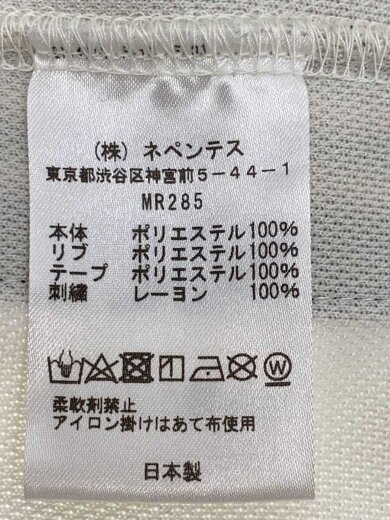 (株) ネペンテス
東京都渋谷区神宮前5-44-1
MR285
本体 ポリエステル100%
リブ ポリエステル100%
テープ ポリエステル100%
刺繍 レーヨン 100%
W
柔軟剤禁止
アイロン掛けはあて布使用
日本製